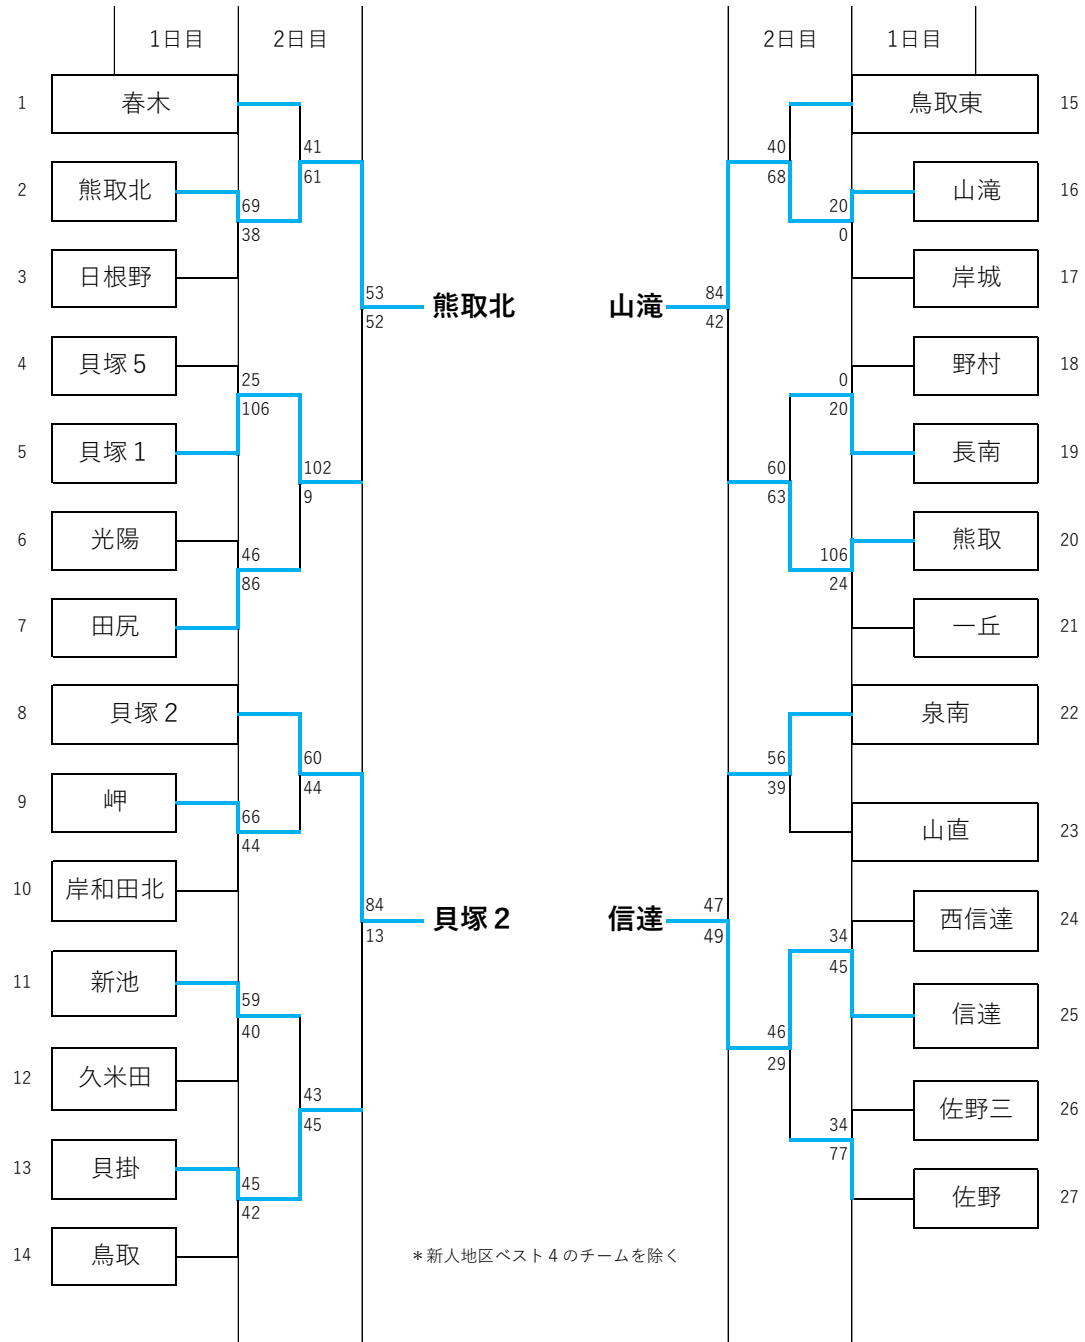 1日目 2日目 2日目 1日目
1 春木 鳥取東 15
41 40
2 熊取北 61 68 山滝 16
69 20
38 0
3 日根野 岸城 17
53 熊取北 山滝 84
52 42
4 貝塚５ 野村 18
25 0
106 20
5 貝塚１ 長南 19
102 60
9 63
6 光陽 熊取 20
46 106
86 24
7 田尻 一丘 21
8 貝塚２ 泉南 22
60 56
44 39
9 岬 山直 23
66
44
10 岸和田北 西信達 24
84 貝塚２ 信達 47
13 49
34
45
11 新池 信達 25
59
40
46
29
12 久米田 佐野三 26
43
45
34
77
13 貝掛 佐野 27
45
42
14 鳥取
＊新人地区ベスト４のチームを除く